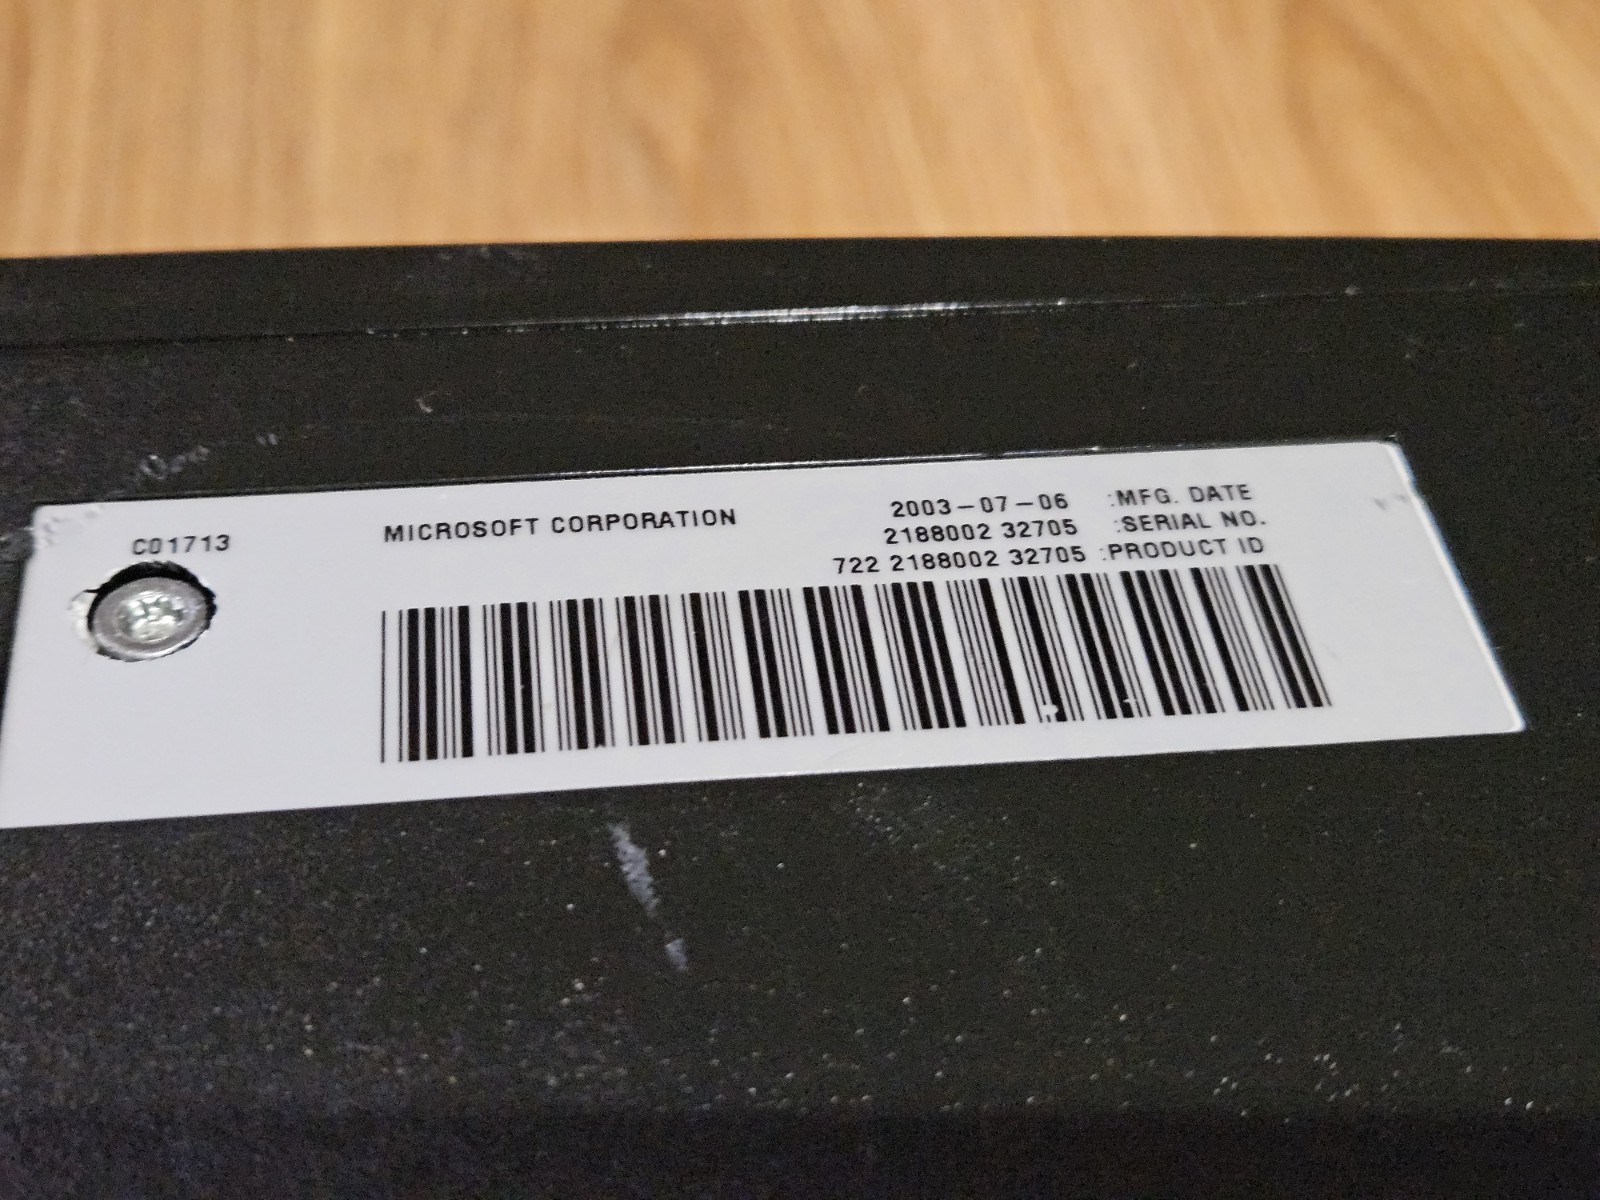 2003-07-06 :MFG. DATE
MICROSOFT CORPORATION 2188002 32705 :SERIAL NO.
C01713 722 2188002 32705 :PRODUCT ID